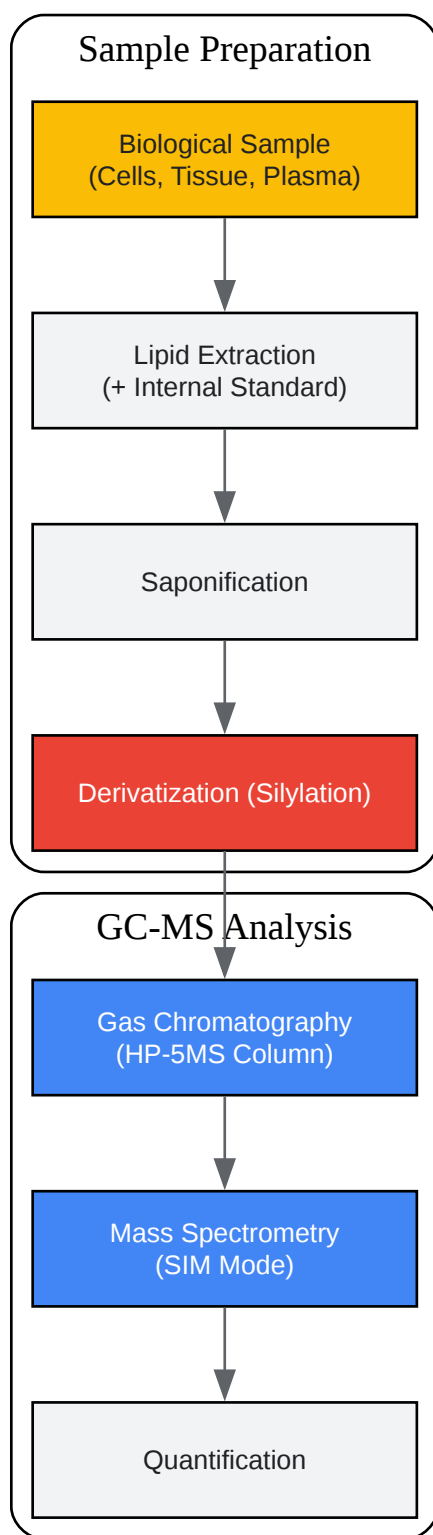 Sample Preparation
Biological Sample
(Cells, Tissue, Plasma)
Lipid Extraction
(+ Internal Standard)
Saponification
Derivatization (Silylation)
GC-MS Analysis
Gas Chromatography
(HP-5MS Column)
Mass Spectrometry
(SIM Mode)
Quantification